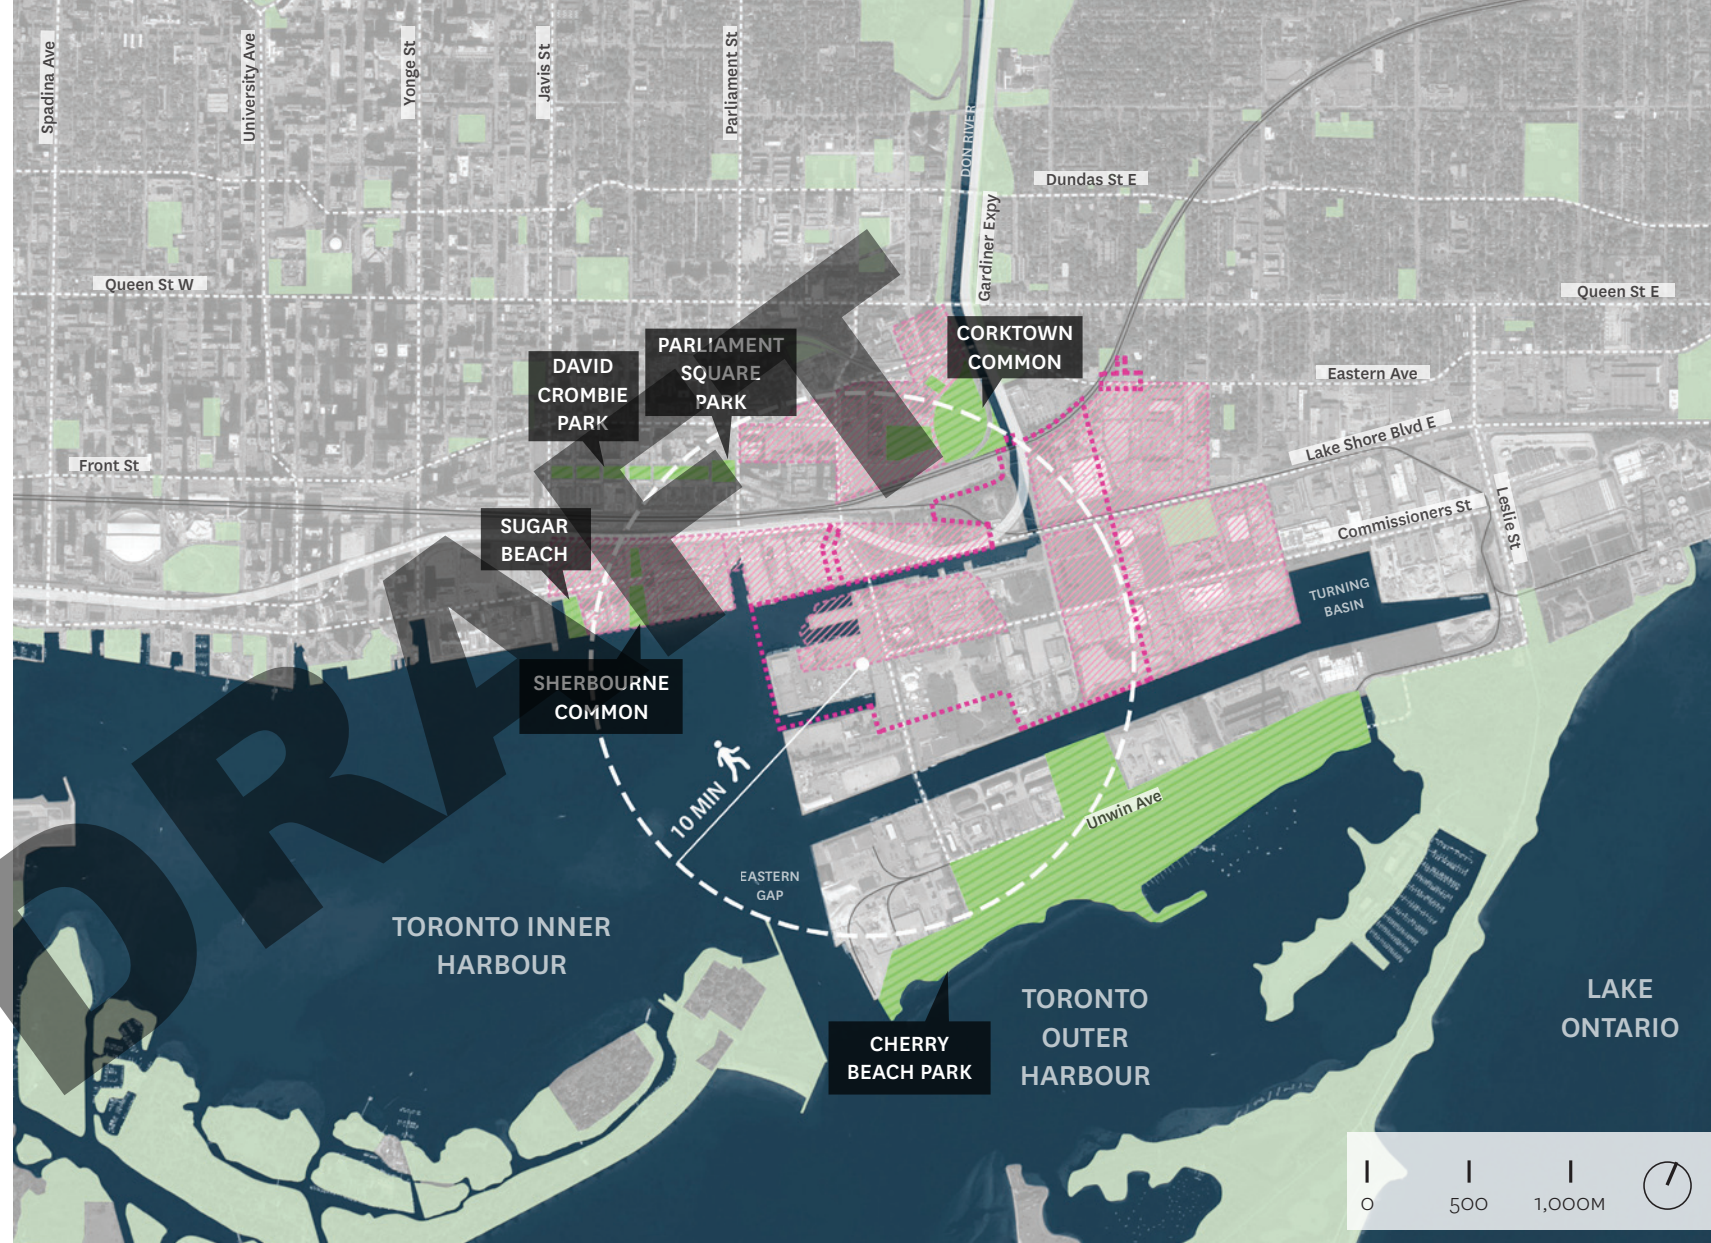 Spadina Ave
University Ave
Yonge St
Javis St
Parliament St
DON RIVER
Gardiner Expy
Dundas St E
Queen St W
Queen St E
DAVID
CROMBIE
PARK
PARLIAMENT
SQUARE
PARK
CORKTOWN
COMMON
Eastern Ave
Front St
Lake Shore Blvd E
Commissioners St
Leslie St
SUGAR
BEACH
TURNING
BASIN
SHERBOURNE
COMMON
10 MIN
Unwin Ave
EASTERN
GAP
TORONTO INNER
HARBOUR
TORONTO
OUTER
HARBOUR
LAKE
ONTARIO
CHERRY
BEACH PARK
0 500 1,000M
DRAFT